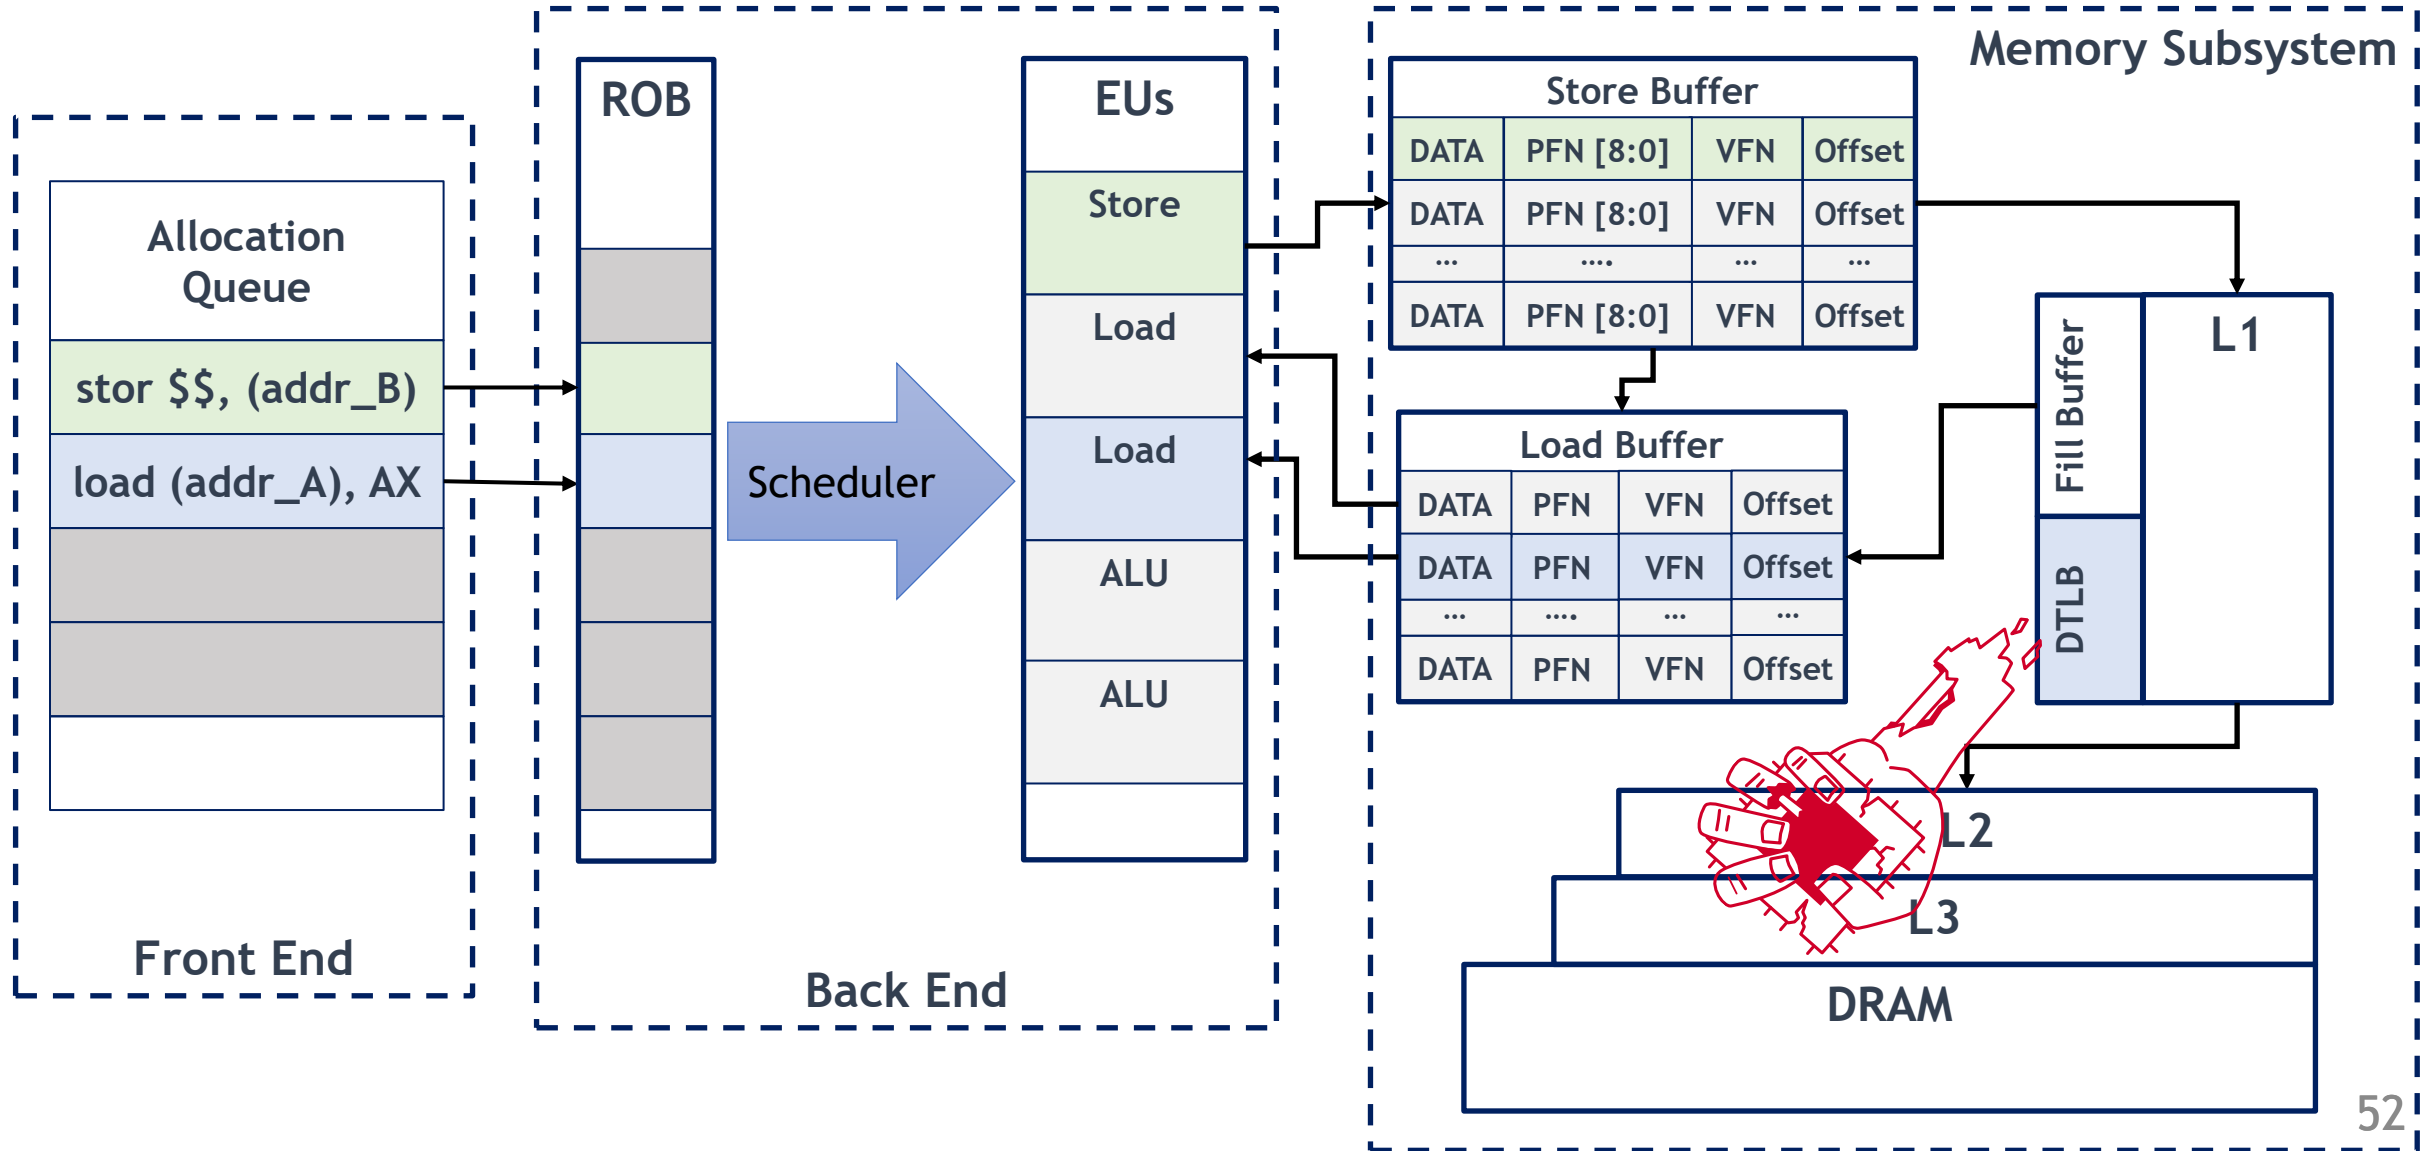 Memory Subsystem
Allocation
Queue
stor $$, (addr_B)
load (addr_A), AX
Front End
ROB
Scheduler
EUs
Store
Load
Load
ALU
ALU
Back End
Store Buffer
DATA PFN [8:0] VFN Offset
DATA PFN [8:0] VFN Offset
... .... ... ...
DATA PFN [8:0] VFN Offset
Load Buffer
DATA PFN VFN Offset
DATA PFN VFN Offset
... .... ... ...
DATA PFN VFN Offset
Fill Buffer
DTLB
L1
L2
L3
DRAM
52